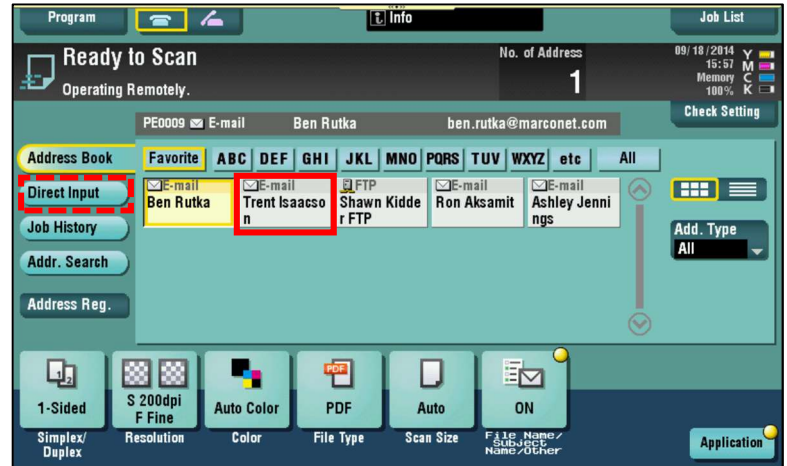 Program
Info
Job List
Ready to Scan
No. of Address
09/18/2014
Y
15:57
M
Operating Remotely.
1
Memory
C
100%
K
Check Setting
PE0009 E-mail Ben Rutka ben.rutka@marconet.com
Address Book
Favorite ABC DEF GHI JKL MNO PQRS TUV WXYZ etc All
Direct Input
E-mail
Ben Rutka
E-mail
Trent Isaacso
n
FTP
Shawn Kidde
r FTP
E-mail
Ron Aksamit
E-mail
Ashley Jenni
ngs
Job History
Add. Type
All
Addr. Search
Address Reg.
1-Sided
Simplex/
Duplex
S 200dpi
F Fine
Resolution
Auto Color
Color
PDF
PDF
File Type
Auto
Scan Size
ON
File Name/
Subject
Name/Other
Application